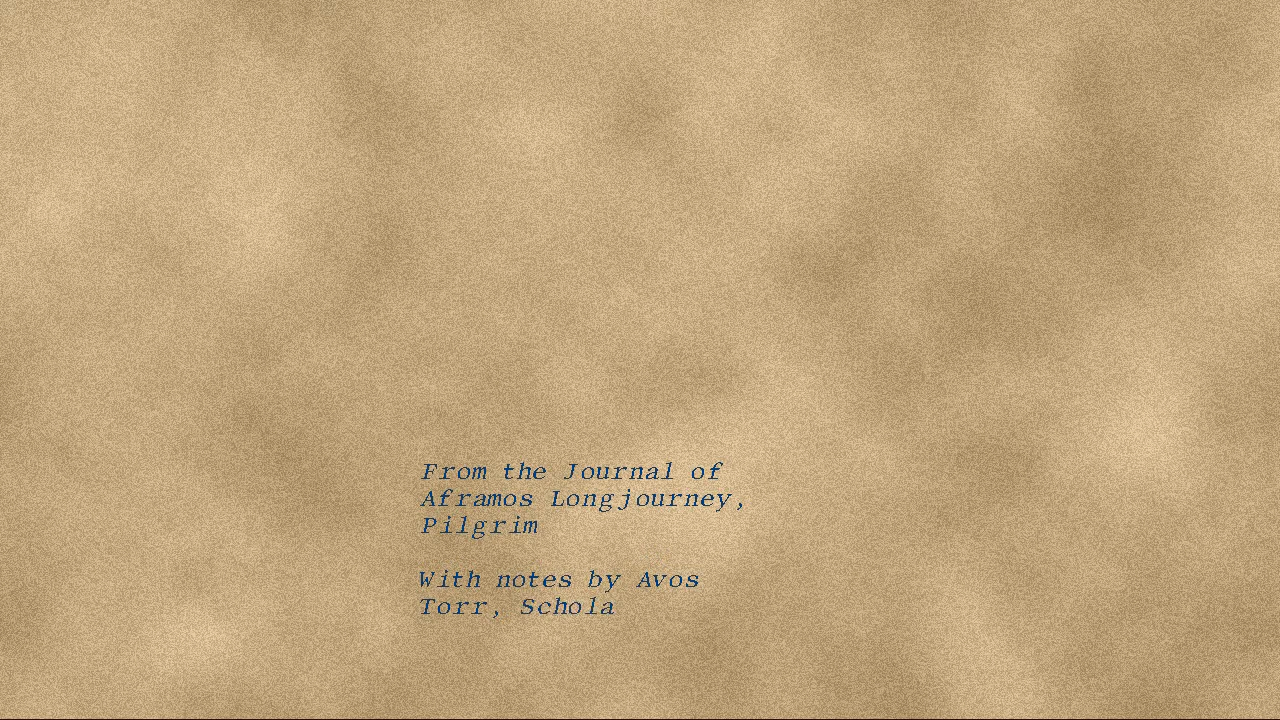 From the Journal of
Aframos Longjourney,
Pilgrim
With notes by Avos
Torr, Schola